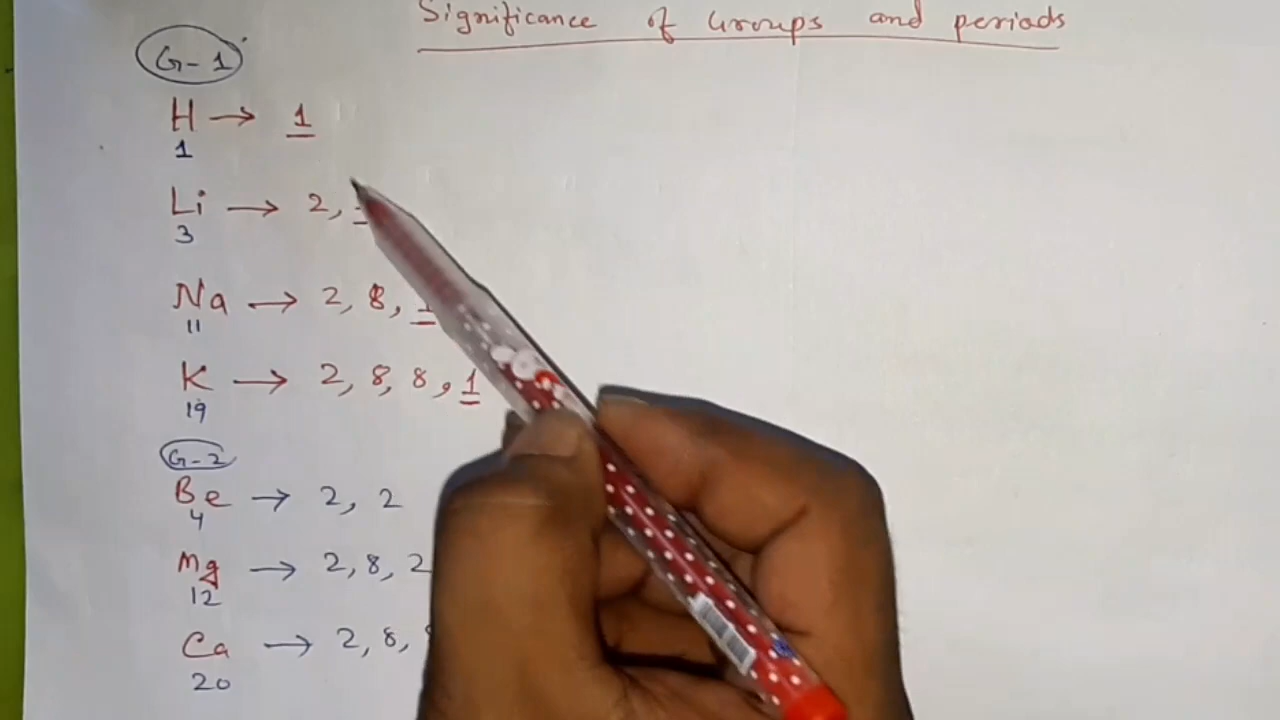 Significance of Groups and periods
G-1
H → 1
1
Li → 2,
3
Na → 2, 8, 1
11
K → 2, 8, 8, 1
19
G-2
Be → 2, 2
4
Mg → 2, 8, 2
12
Ca → 2, 8,
20